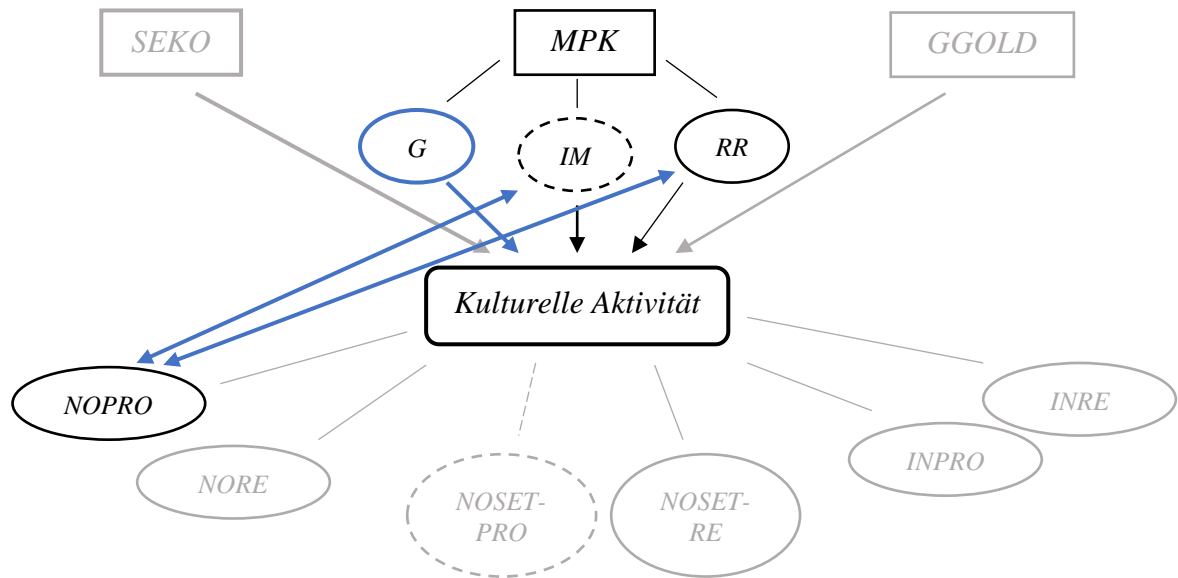 SEKO
MPK
GGOLD
G
IM
RR
Kulturelle Aktivität
NOPRO
NORE
NOSET-
PRO
NOSET-
RE
INPRO
INRE